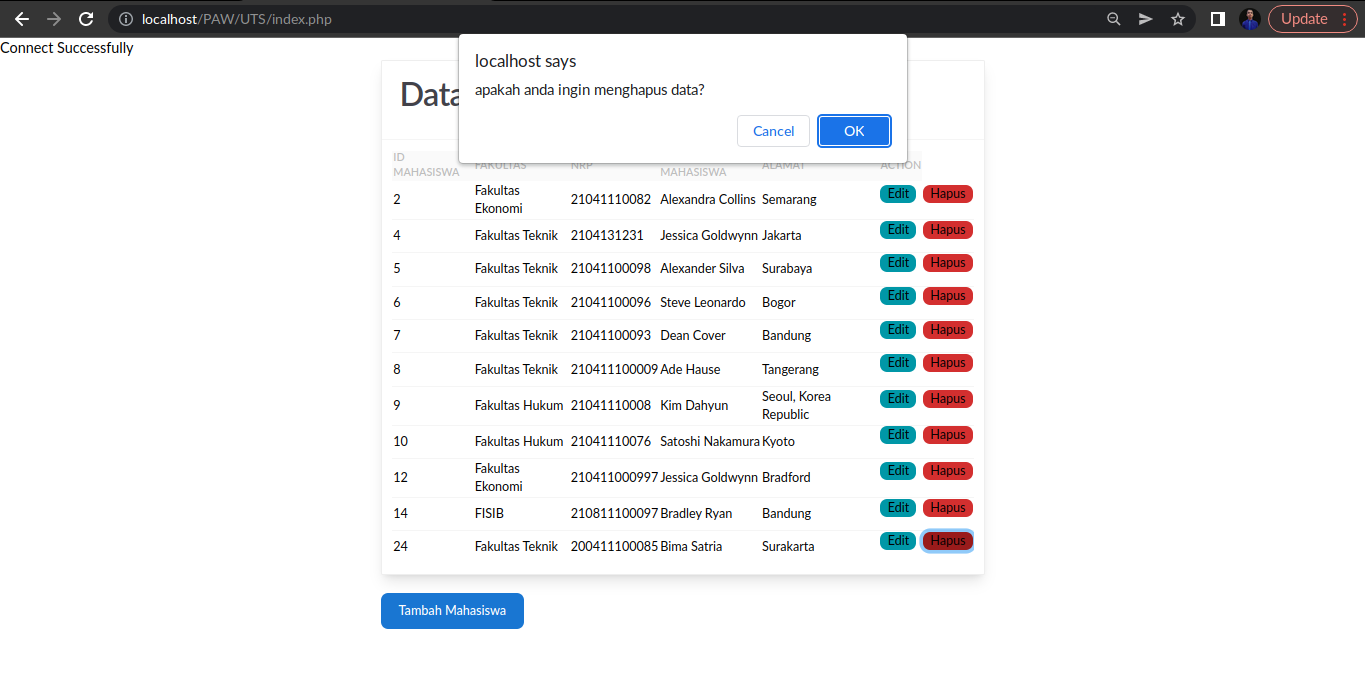 localhost/PAW/UTS/index.php
Update
Connect Successfully
localhost says
apakah anda ingin menghapus data?
Cancel OK
Data
ID MAHASISWA FAKULTAS NRP MAHASISWA ALAMAT ACTION
2 Fakultas Ekonomi 21041110082 Alexandra Collins Semarang Edit Hapus
4 Fakultas Teknik 2104131231 Jessica Goldwynn Jakarta Edit Hapus
5 Fakultas Teknik 21041100098 Alexander Silva Surabaya Edit Hapus
6 Fakultas Teknik 21041100096 Steve Leonardo Bogor Edit Hapus
7 Fakultas Teknik 21041100093 Dean Cover Bandung Edit Hapus
8 Fakultas Teknik 210411100009 Ade Hause Tangerang Edit Hapus
9 Fakultas Hukum 21041110008 Kim Dahyun Seoul, Korea Republic Edit Hapus
10 Fakultas Hukum 21041110076 Satoshi Nakamura Kyoto Edit Hapus
12 Fakultas Ekonomi 210411000997 Jessica Goldwynn Bradford Edit Hapus
14 FISIB 210811100097 Bradley Ryan Bandung Edit Hapus
24 Fakultas Teknik 200411100085 Bima Satria Surakarta Edit Hapus
Tambah Mahasiswa